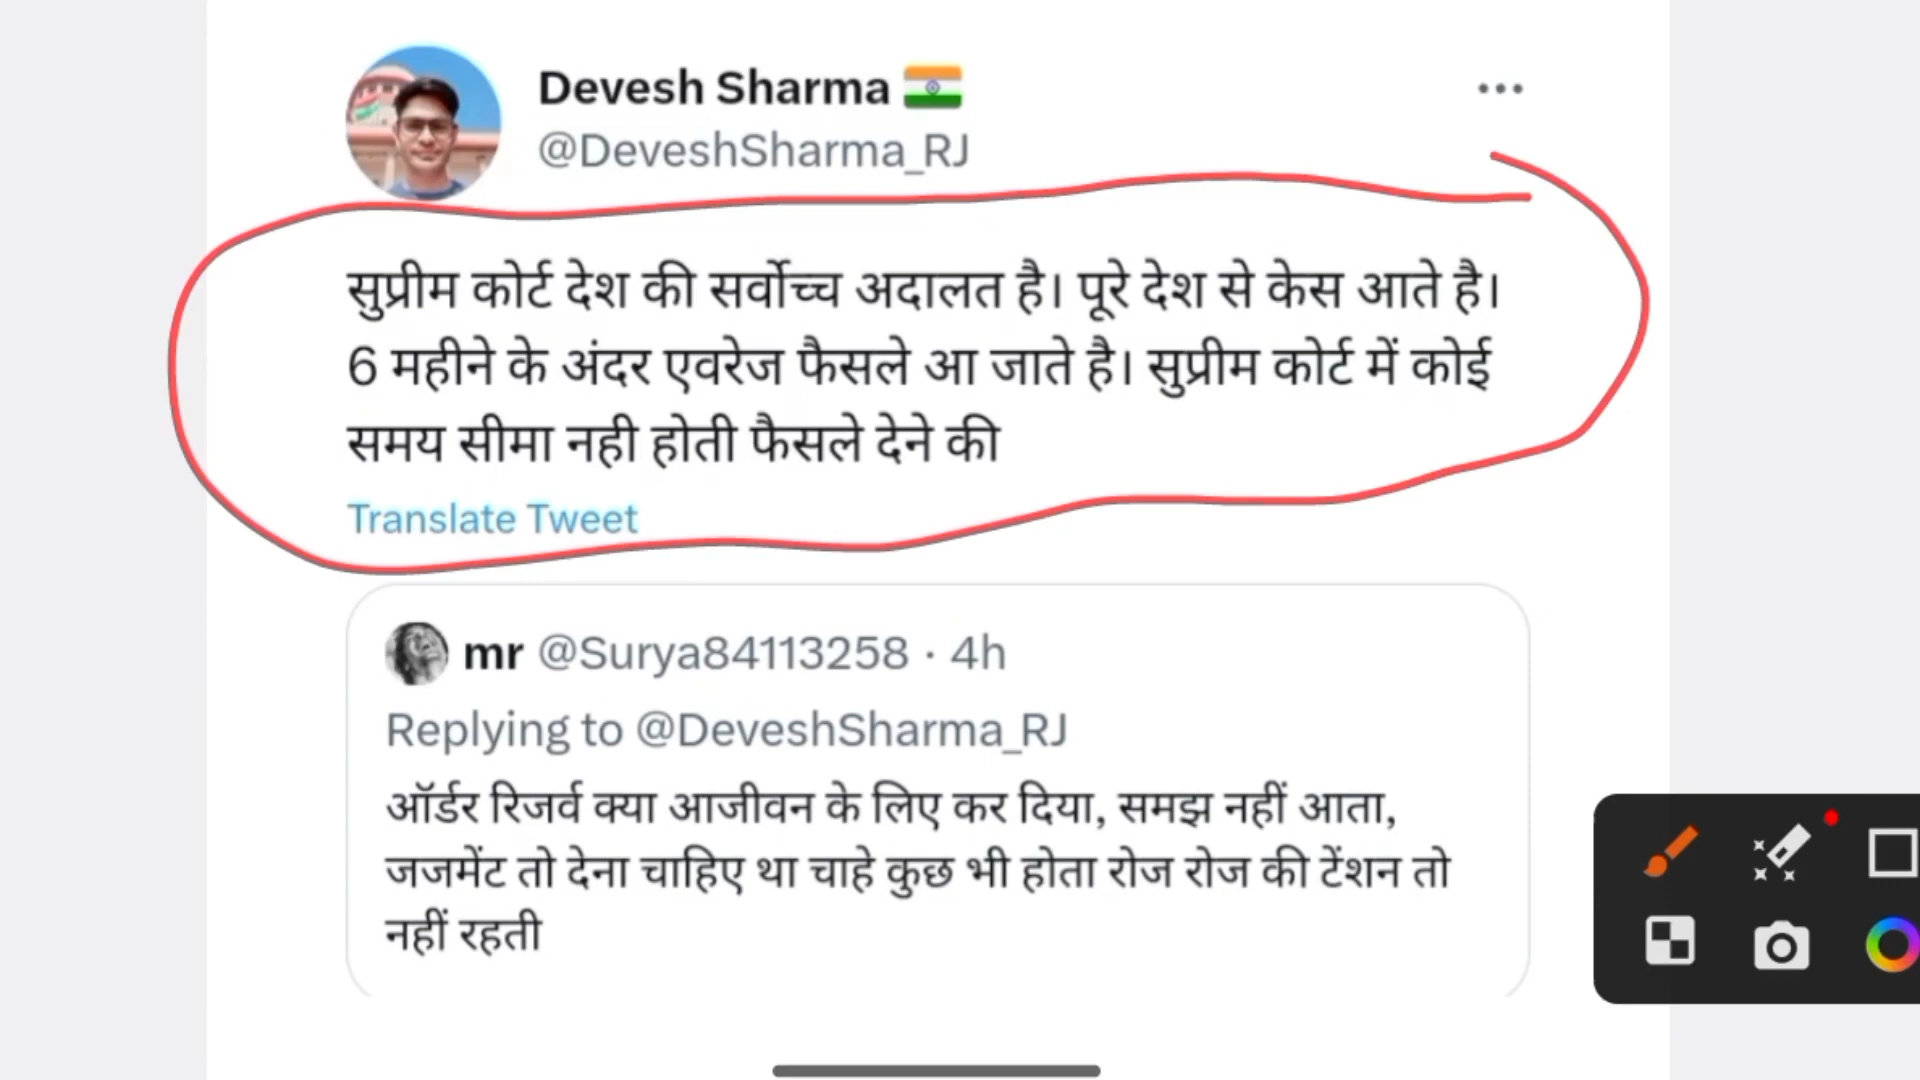 Devesh Sharma 🇮🇳
@DeveshSharma_RJ
सुप्रीम कोर्ट देश की सर्वोच्च अदालत है। पूरे देश से केस आते है।
6 महीने के अंदर एवरेज फैसले आ जाते है। सुप्रीम कोर्ट में कोई
समय सीमा नही होती फैसले देने की
Translate Tweet
mr @Surya84113258 · 4h
Replying to @DeveshSharma_RJ
ऑर्डर रिजर्व क्या आजीवन के लिए कर दिया, समझ नहीं आता,
जजमेंट तो देना चाहिए था चाहे कुछ भी होता रोज रोज की टेंशन तो
नहीं रहती